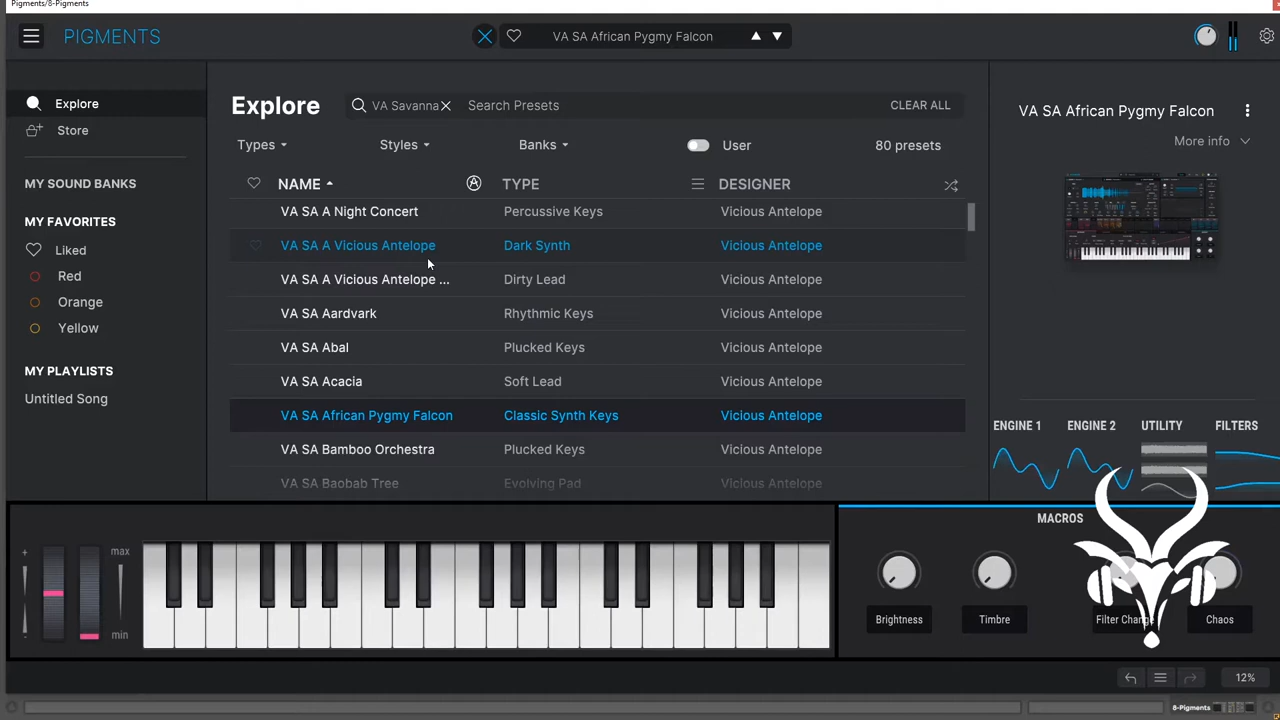 Pigments/8-Pigments
PIGMENTS
VA SA African Pygmy Falcon
Explore
Store
MY SOUND BANKS
MY FAVORITES
Liked
Red
Orange
Yellow
MY PLAYLISTS
Untitled Song
Explore
VA Savanna
Search Presets
CLEAR ALL
Types
Styles
Banks
User
80 presets
NAME TYPE DESIGNER
VA SA A Night Concert Percussive Keys Vicious Antelope
VA SA A Vicious Antelope Dark Synth Vicious Antelope
VA SA A Vicious Antelope ... Dirty Lead Vicious Antelope
VA SA Aardvark Rhythmic Keys Vicious Antelope
VA SA Abal Plucked Keys Vicious Antelope
VA SA Acacia Soft Lead Vicious Antelope
VA SA African Pygmy Falcon Classic Synth Keys Vicious Antelope
VA SA Bamboo Orchestra Plucked Keys Vicious Antelope
VA SA Baobab Tree Evolving Pad Vicious Antelope
VA SA African Pygmy Falcon
More info
ENGINE 1 ENGINE 2 UTILITY FILTERS
+
-
max
min
MACROS
Brightness
Timbre
Filter Change
Chaos
12%
8-Pigments